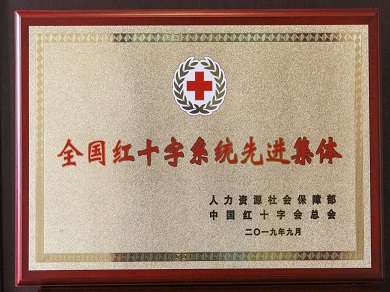 全国红十字系统先进集体
人力资源社会保障部
中国红十字会总会
二〇一九年九月